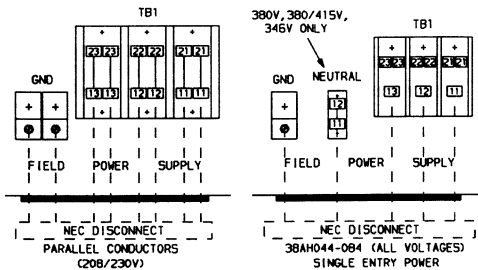 TB1
23 23 22 22 21 21
GND
13 13 12 12 11 11
FIELD POWER SUPPLY
NEC DISCONNECT
PARALLEL CONDUCTORS
(208/230V)
380V, 380/415V,
346V ONLY
TB1
GND NEUTRAL
23 23 22 22 21 21
12
11
13 12 11
FIELD POWER SUPPLY
NEC DISCONNECT
38AH044-084 (ALL VOLTAGES)
SINGLE ENTRY POWER